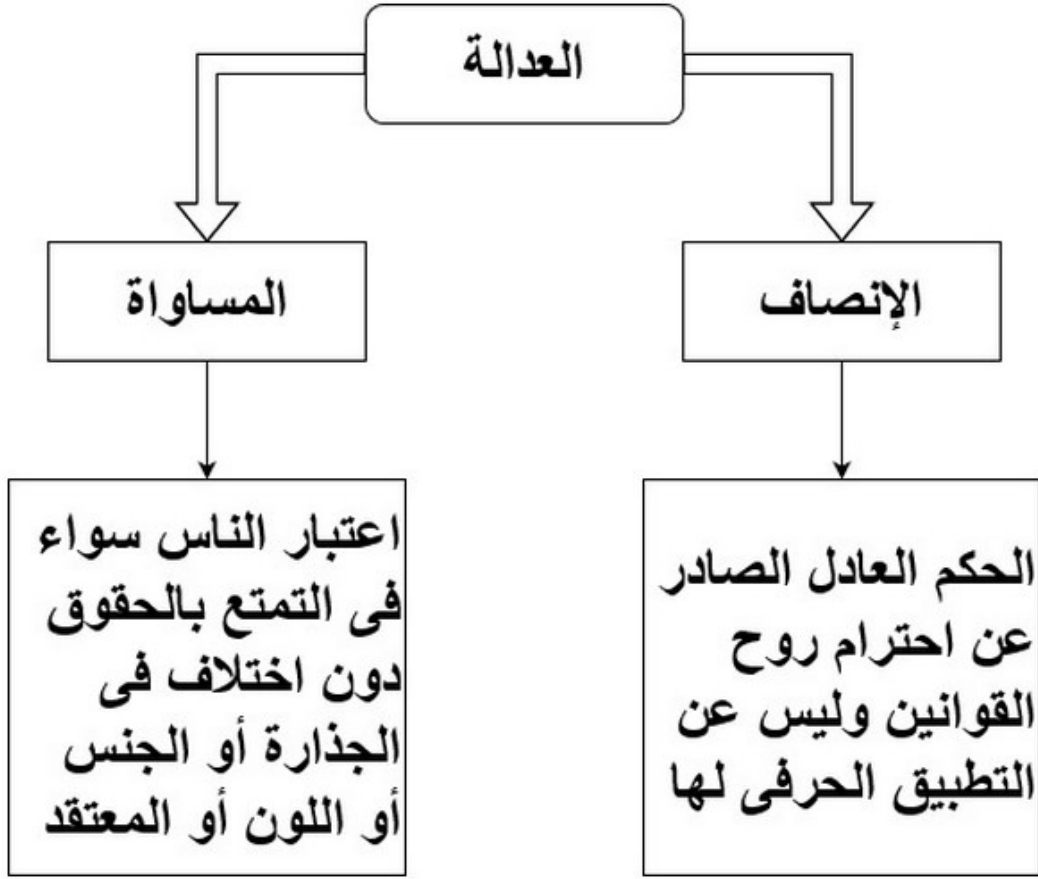 العدالة
الإنصاف
المساواة
الحكم العادل الصادر
عن احترام روح
القوانين وليس عن
التطبيق الحرفى لها
اعتبار الناس سواء
فى التمتع بالحقوق
دون اختلاف فى
الجذارة أو الجنس
أو اللون أو المعتقد